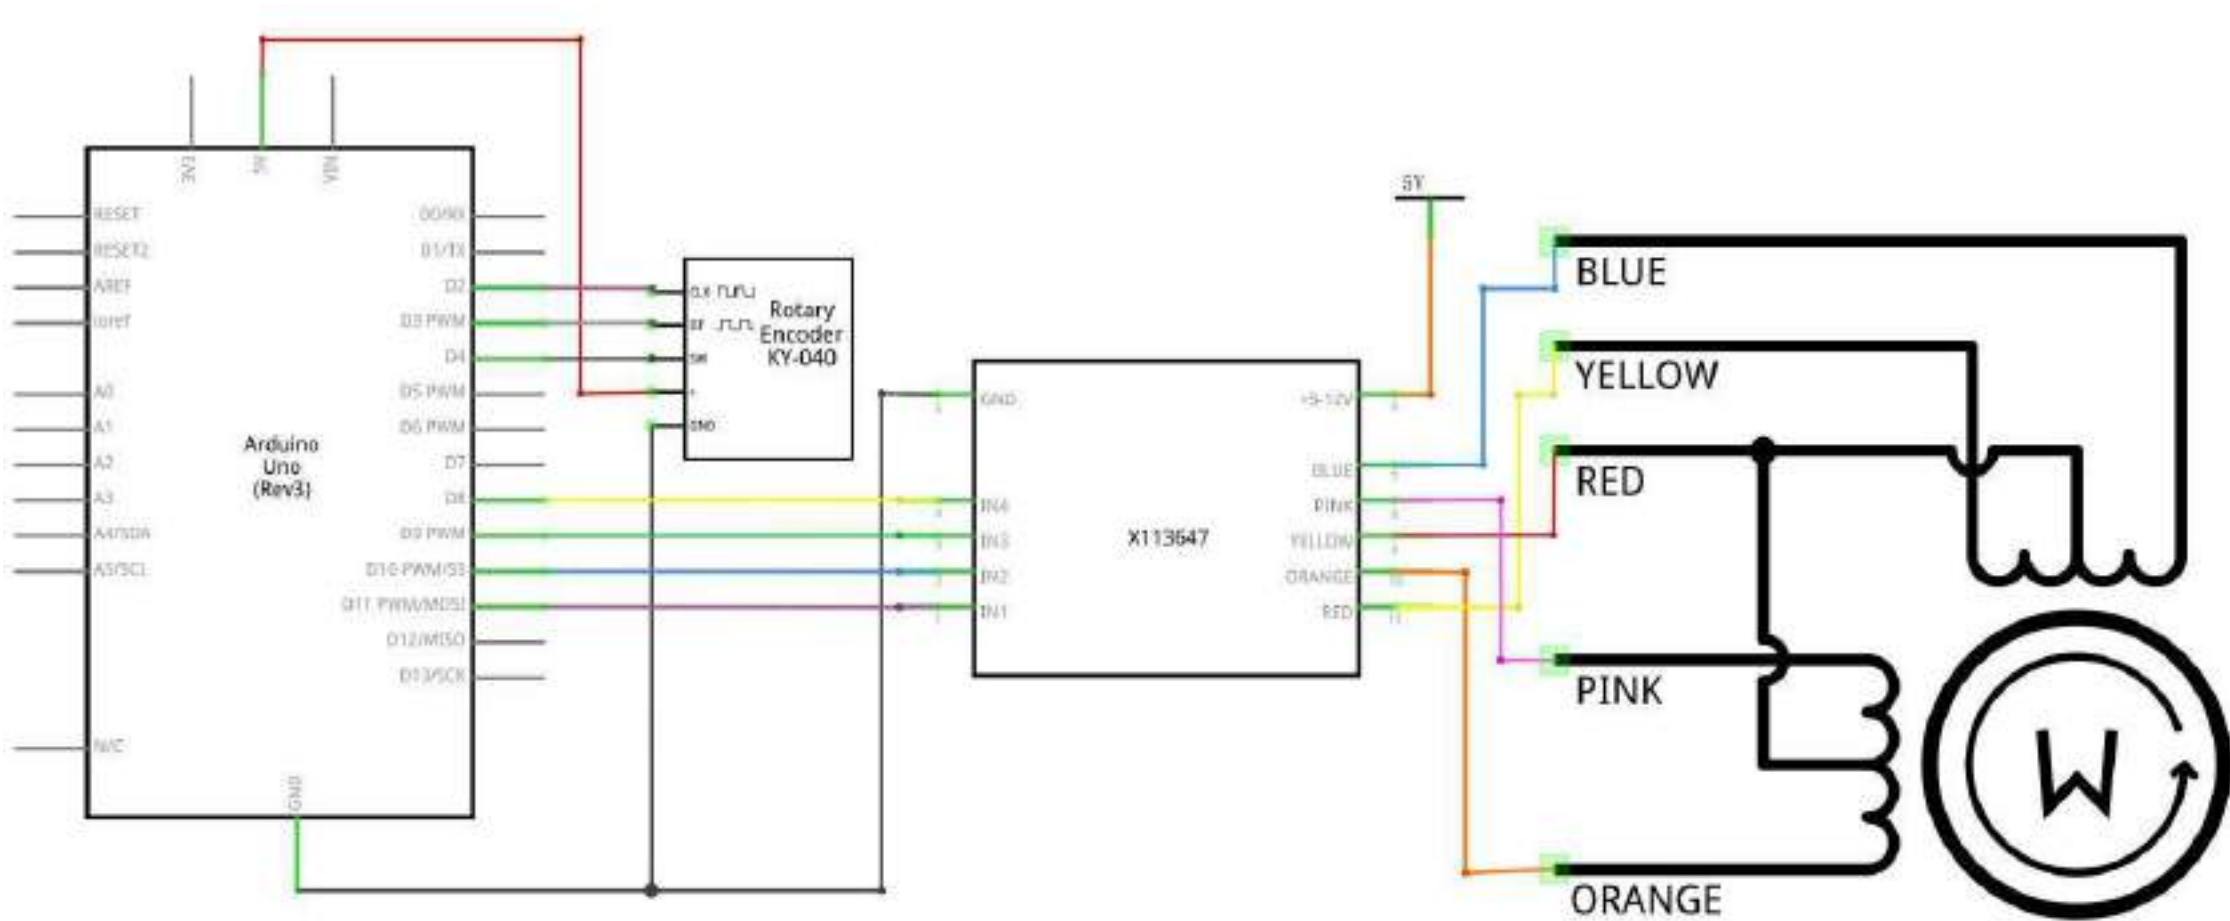 3V3
5V
VIN
RESET
RESET2
AREF
ioref
A0
A1
A2
A3
A4/SDA
A5/SCL
N/C
Arduino
Uno
(Rev3)
D0/RX
D1/TX
D2
D3 PWM
D4
D5 PWM
D6 PWM
D7
D8
D9 PWM
D10 PWM/SS
D11 PWM/MOSI
D12/MISO
D13/SCK
GND
CLK
DT
SW
+
GND
Rotary
Encoder
KY-040
GND
IN4
IN3
IN2
IN1
X113647
5V
+5-12V
BLUE
PINK
YELLOW
ORANGE
RED
BLUE
YELLOW
RED
PINK
ORANGE